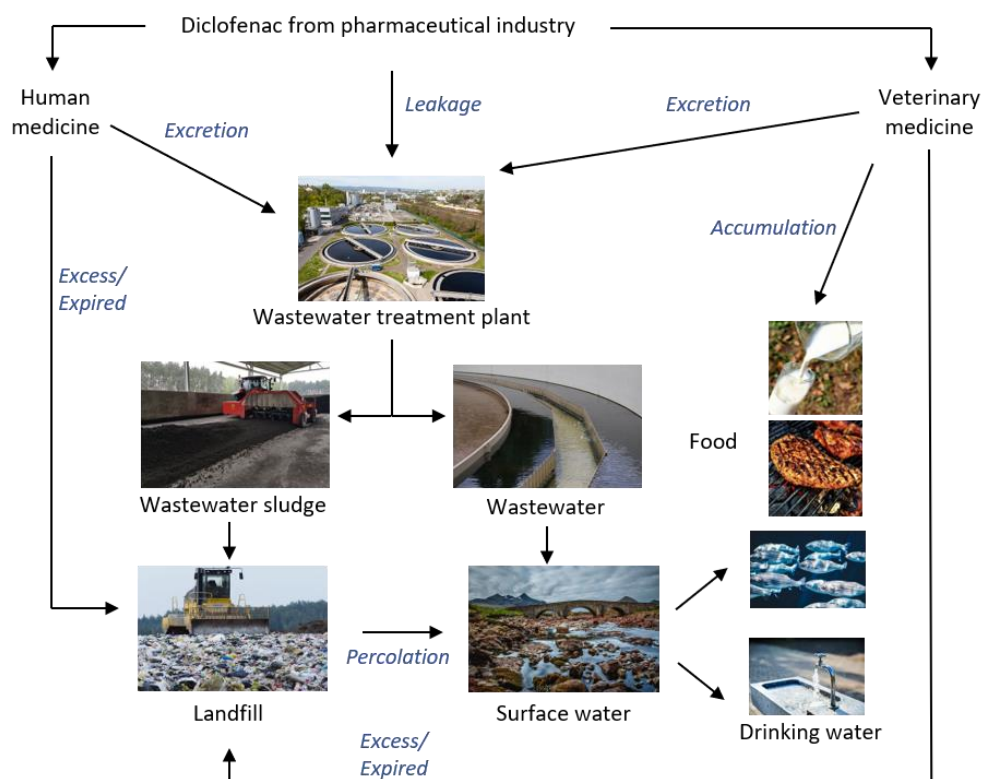 Diclofenac from pharmaceutical industry
Human
medicine
Leakage
Excretion
Excretion
Veterinary
medicine
Accumulation
Excess/
Expired
Wastewater treatment plant
Food
Wastewater sludge
Wastewater
Percolation
Landfill
Surface water
Drinking water
Excess/
Expired